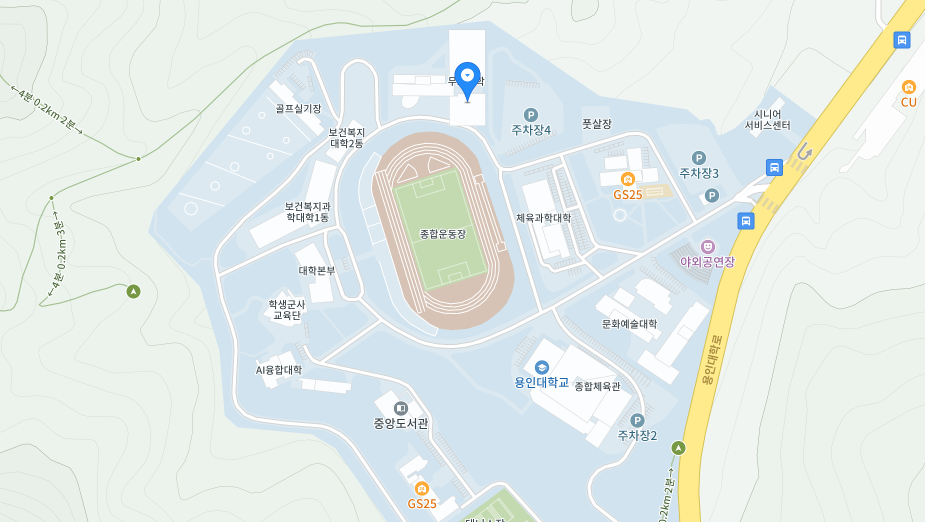 무
학
←4분 0.2km 2분→
골프실기장
주차장4
풋살장
시니어
서비스센터
CU
보건복지
대학2동
주차장3
GS25
보건복지과
학대학1동
체육과학대학
종합운동장
←4분 0.2km 3분→
야외공연장
대학본부
학생군사
교육단
문화예술대학
용인대학로
AI융합대학
용인대학교
종합체육관
중앙도서관
주차장2
0.2km 2분→
GS25